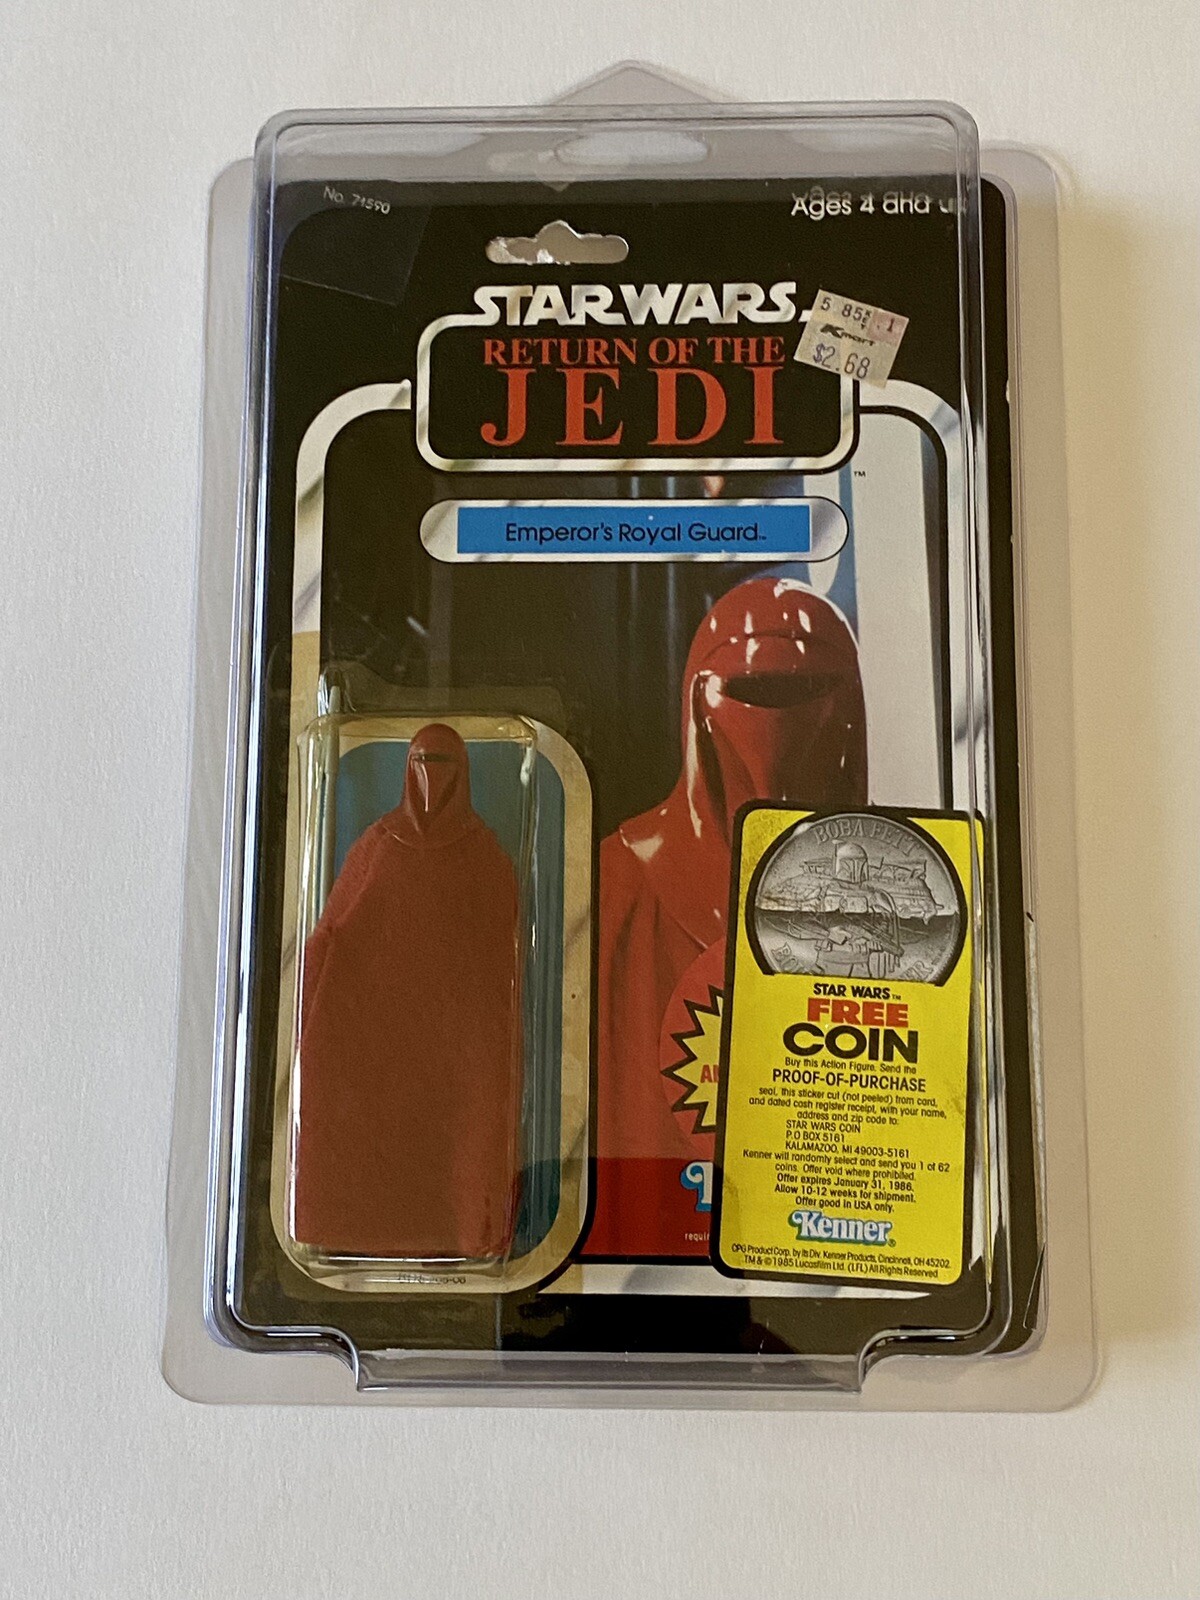 No. 71590
Ages 4 and up
STAR WARS
RETURN OF THE
JEDI
5 85
.1
Kmart
$2.68
TM
Emperor's Royal Guard™
BOBA FETT
STAR WARS™
FREE
COIN
Buy this Action Figure. Send the
PROOF-OF-PURCHASE
seal, this sticker cut (not peeled) from card,
and dated cash register receipt, with your name,
address and zip code to:
STAR WARS COIN
P.O BOX 5161
KALAMAZOO, MI 49003-5161
Kenner will randomly select and send you 1 of 62
coins. Offer void where prohibited.
Offer expires January 31, 1986.
Allow 10-12 weeks for shipment.
Offer good in USA only.
Kenner®
CPG Product Corp. by its Div. Kenner Products, Cincinnati, OH 45202.
TM & © 1985 Lucasfilm Ltd. (LFL) All Rights Reserved